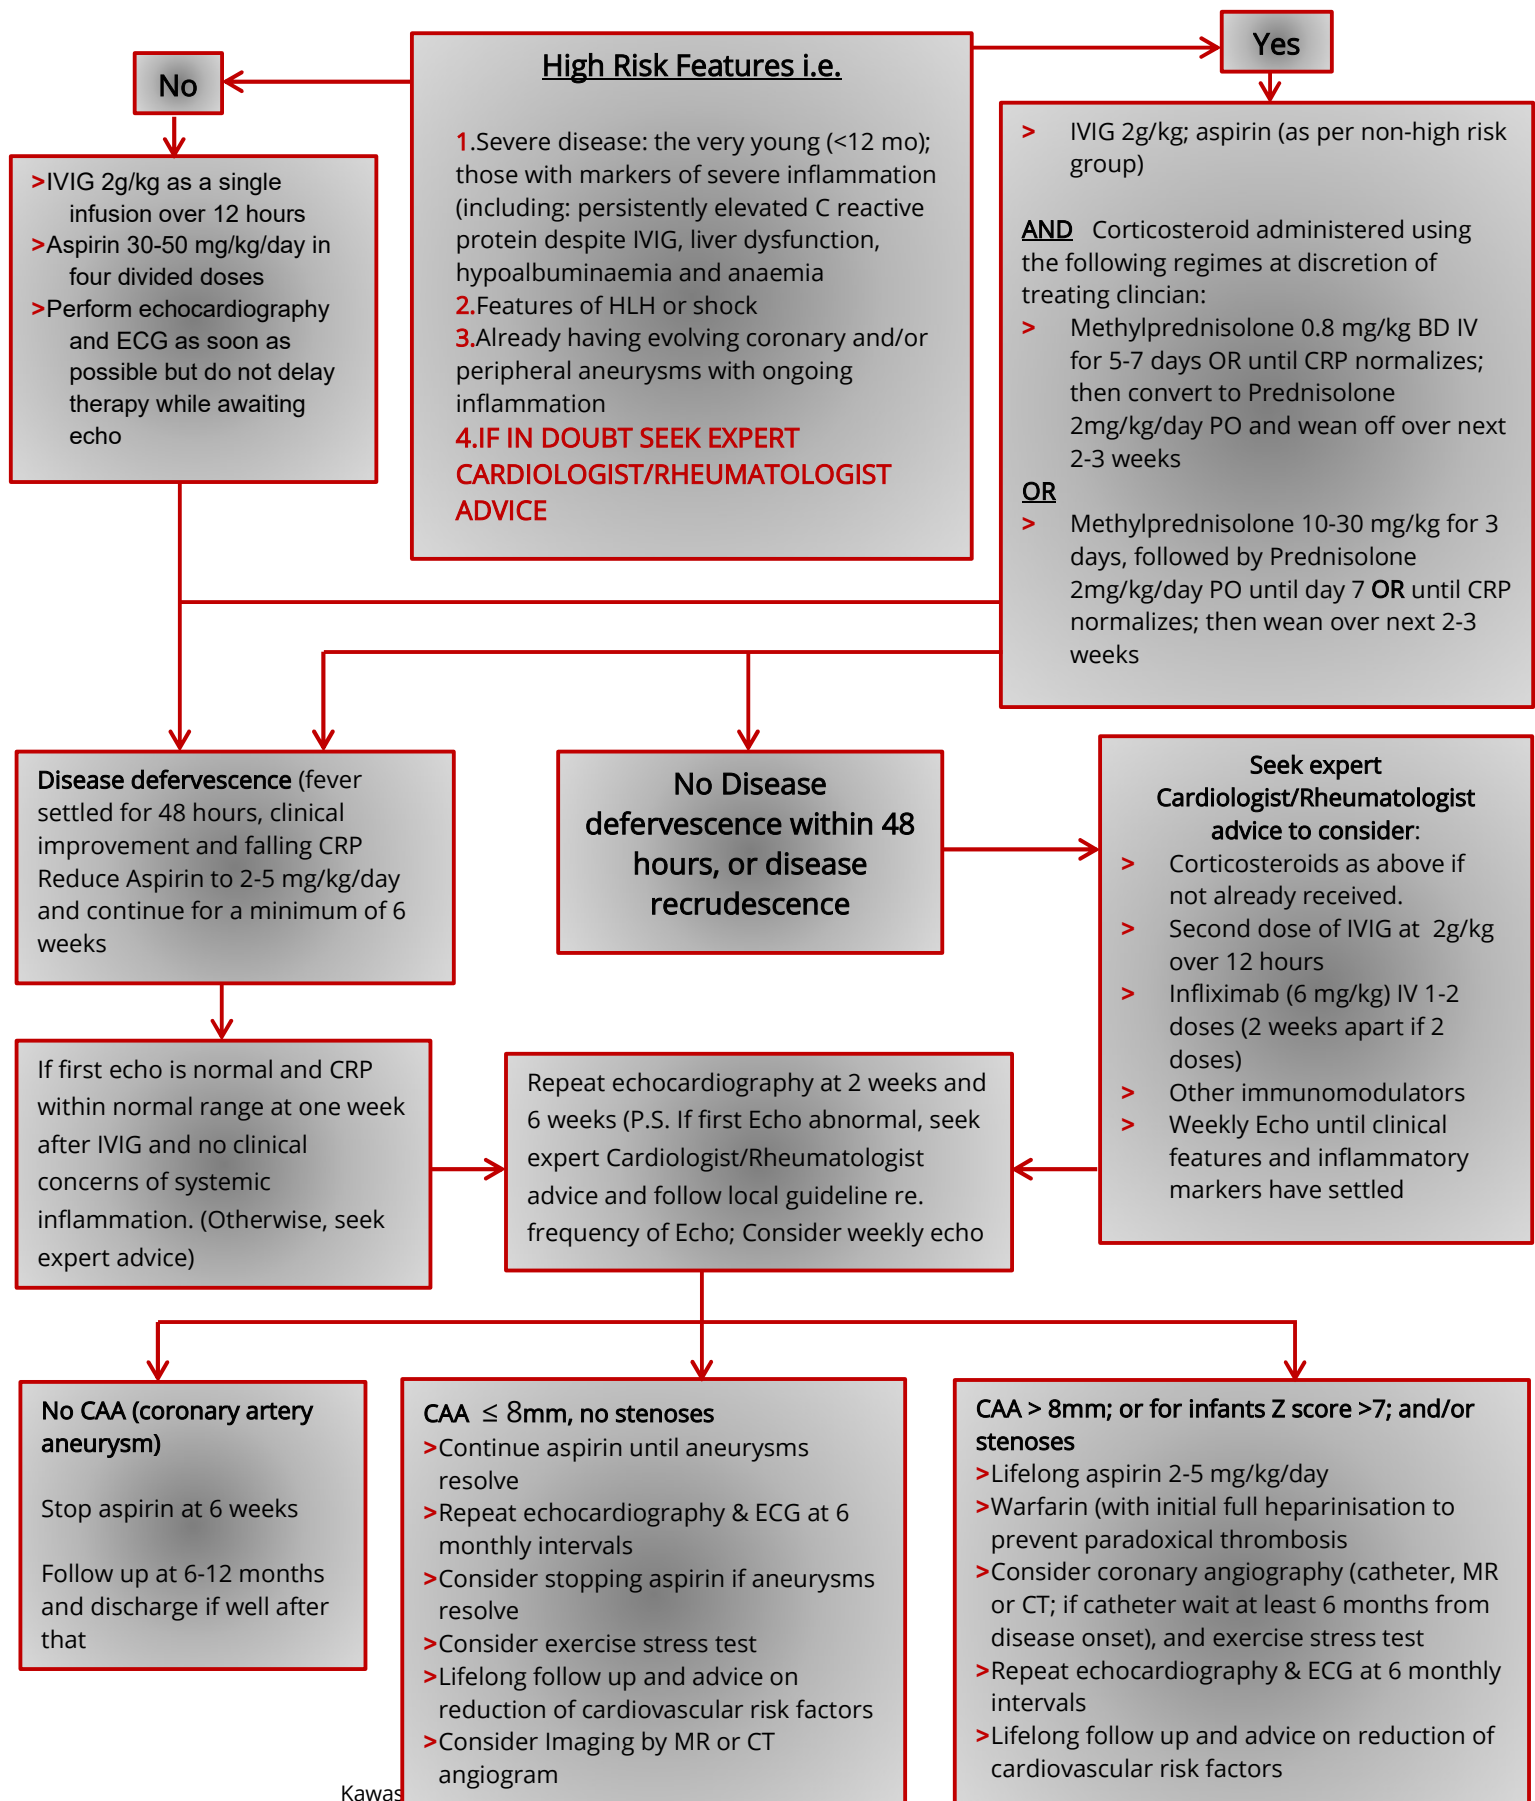 High Risk Features i.e.
1.Severe disease: the very young (<12 mo);
those with markers of severe inflammation
(including: persistently elevated C reactive
protein despite IVIG, liver dysfunction,
hypoalbuminaemia and anaemia
2.Features of HLH or shock
3.Already having evolving coronary and/or
peripheral aneurysms with ongoing
inflammation
4.IF IN DOUBT SEEK EXPERT
CARDIOLOGIST/RHEUMATOLOGIST
ADVICE
No
>IVIG 2g/kg as a single
infusion over 12 hours
>Aspirin 30-50 mg/kg/day in
four divided doses
>Perform echocardiography
and ECG as soon as
possible but do not delay
therapy while awaiting
echo
Yes
> IVIG 2g/kg; aspirin (as per non-high risk
group)
AND Corticosteroid administered using
the following regimes at discretion of
treating clincian:
> Methylprednisolone 0.8 mg/kg BD IV
for 5-7 days OR until CRP normalizes;
then convert to Prednisolone
2mg/kg/day PO and wean off over next
2-3 weeks
OR
> Methylprednisolone 10-30 mg/kg for 3
days, followed by Prednisolone
2mg/kg/day PO until day 7 OR until CRP
normalizes; then wean over next 2-3
weeks
Disease defervescence (fever
settled for 48 hours, clinical
improvement and falling CRP
Reduce Aspirin to 2-5 mg/kg/day
and continue for a minimum of 6
weeks
No Disease
defervescence within 48
hours, or disease
recrudescence
Seek expert
Cardiologist/Rheumatologist
advice to consider:
> Corticosteroids as above if
not already received.
> Second dose of IVIG at 2g/kg
over 12 hours
> Infliximab (6 mg/kg) IV 1-2
doses (2 weeks apart if 2
doses)
> Other immunomodulators
> Weekly Echo until clinical
features and inflammatory
markers have settled
If first echo is normal and CRP
within normal range at one week
after IVIG and no clinical
concerns of systemic
inflammation. (Otherwise, seek
expert advice)
Repeat echocardiography at 2 weeks and
6 weeks (P.S. If first Echo abnormal, seek
expert Cardiologist/Rheumatologist
advice and follow local guideline re.
frequency of Echo; Consider weekly echo
No CAA (coronary artery
aneurysm)
Stop aspirin at 6 weeks
Follow up at 6-12 months
and discharge if well after
that
CAA ≤ 8mm, no stenoses
>Continue aspirin until aneurysms
resolve
>Repeat echocardiography & ECG at 6
monthly intervals
>Consider stopping aspirin if aneurysms
resolve
>Consider exercise stress test
>Lifelong follow up and advice on
reduction of cardiovascular risk factors
>Consider Imaging by MR or CT
angiogram
CAA > 8mm; or for infants Z score >7; and/or
stenoses
>Lifelong aspirin 2-5 mg/kg/day
>Warfarin (with initial full heparinisation to
prevent paradoxical thrombosis
>Consider coronary angiography (catheter, MR
or CT; if catheter wait at least 6 months from
disease onset), and exercise stress test
>Repeat echocardiography & ECG at 6 monthly
intervals
>Lifelong follow up and advice on reduction of
cardiovascular risk factors
Kawas